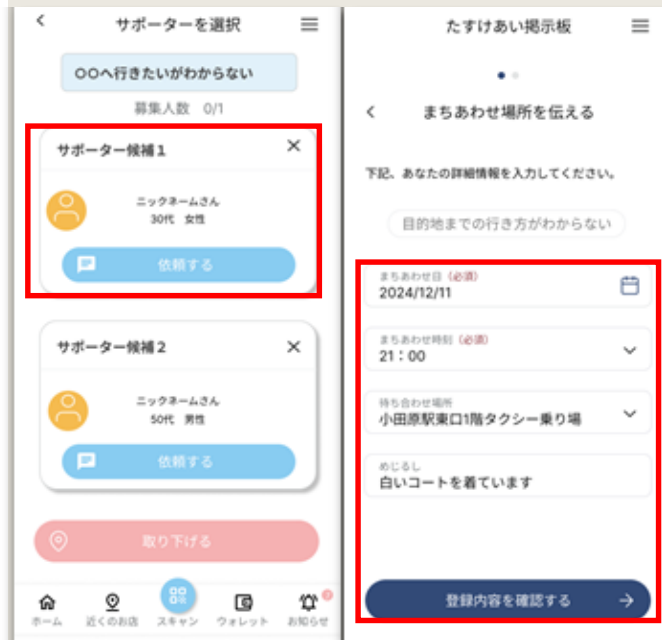 サポーターを選択
〇〇へ行きたいがわからない
募集人数 0/1
サポーター候補1
ニックネームさん
30代 女性
依頼する
サポーター候補2
ニックネームさん
50代 男性
依頼する
取り下げる
ホーム
近くのお店
スキャン
ウォレット
お知らせ
たすけあい掲示板
まちあわせ場所を伝える
下記、あなたの詳細情報を入力してください。
目的地までの行き方がわからない
まちあわせ日(必須)
2024/12/11
まちあわせ時刻(必須)
21:00
待ち合わせ場所
小田原駅東口1階タクシー乗り場
めじるし
白いコートを着ています
登録内容を確認する